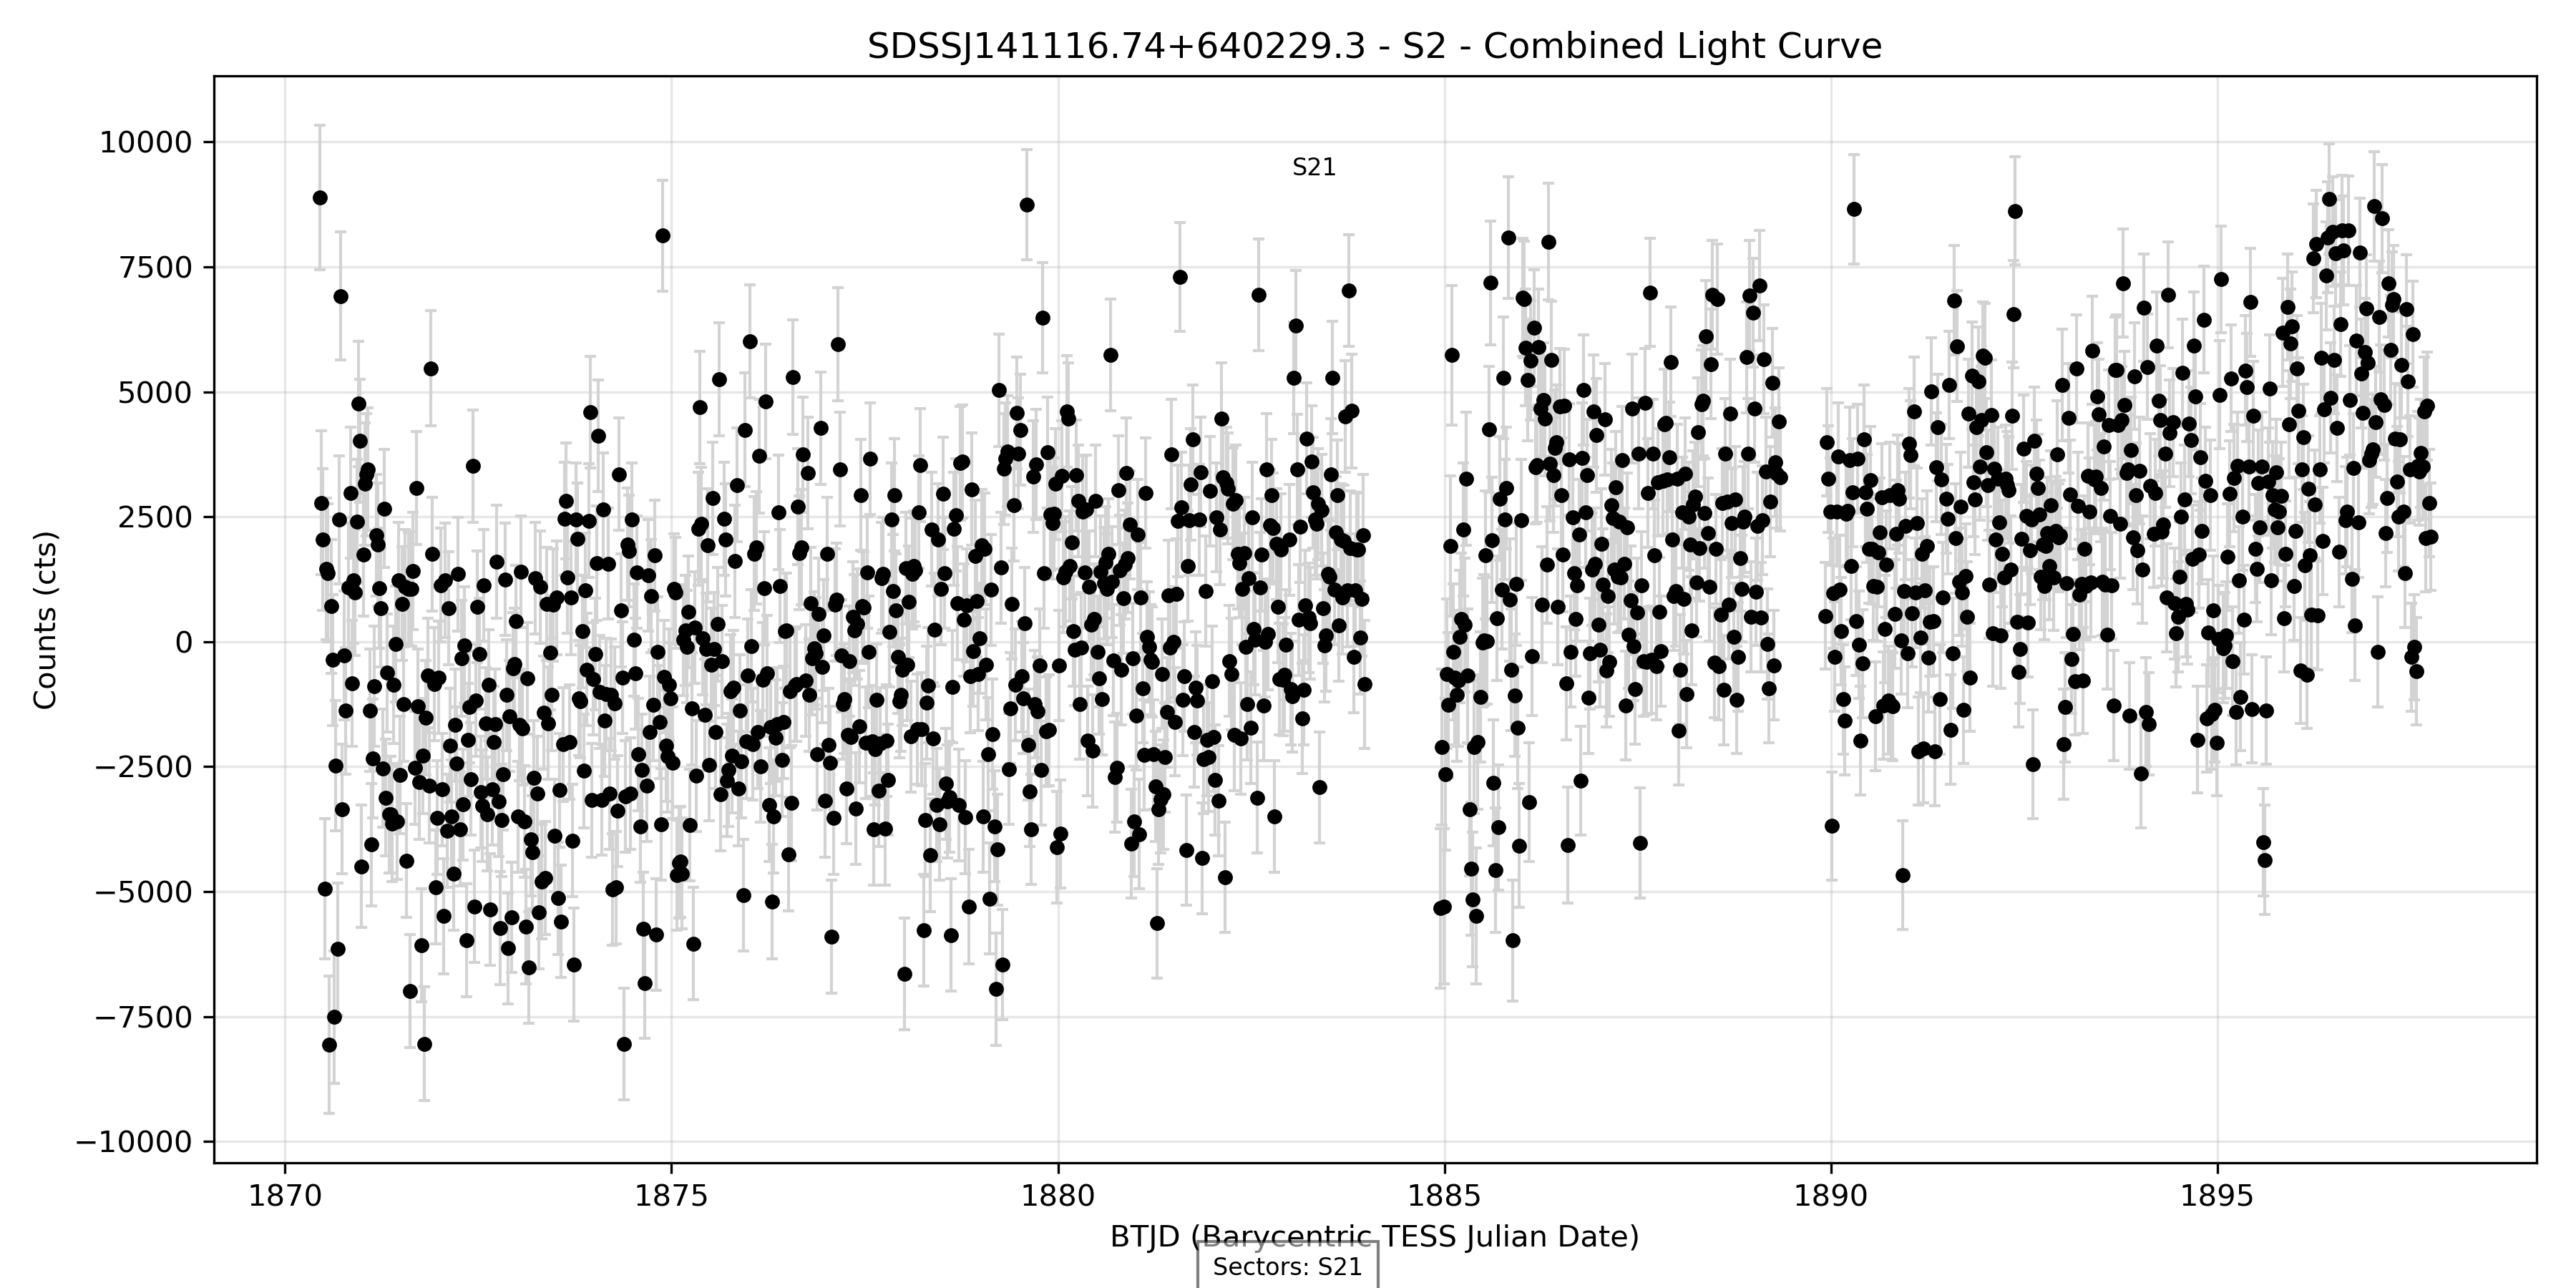 SDSSJ141116.74+640229.3 - S2 - Combined Light Curve
10000
7500
5000
2500
0
−2500
−5000
−7500
−10000
Counts (cts)
S21
1870 1875 1880 1885 1890 1895
BTJD (Barycentric TESS Julian Date)
Sectors: S21